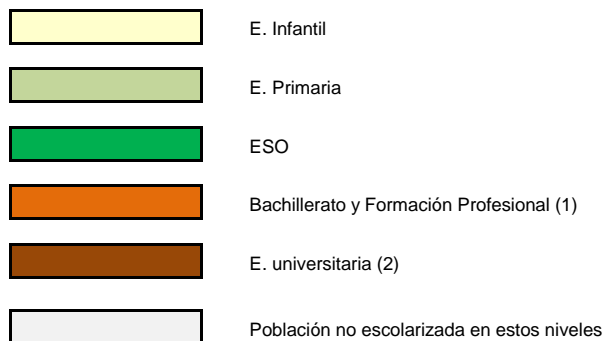 E. Infantil
E. Primaria
ESO
Bachillerato y Formación Profesional (1)
E. universitaria (2)
Población no escolarizada en estos niveles